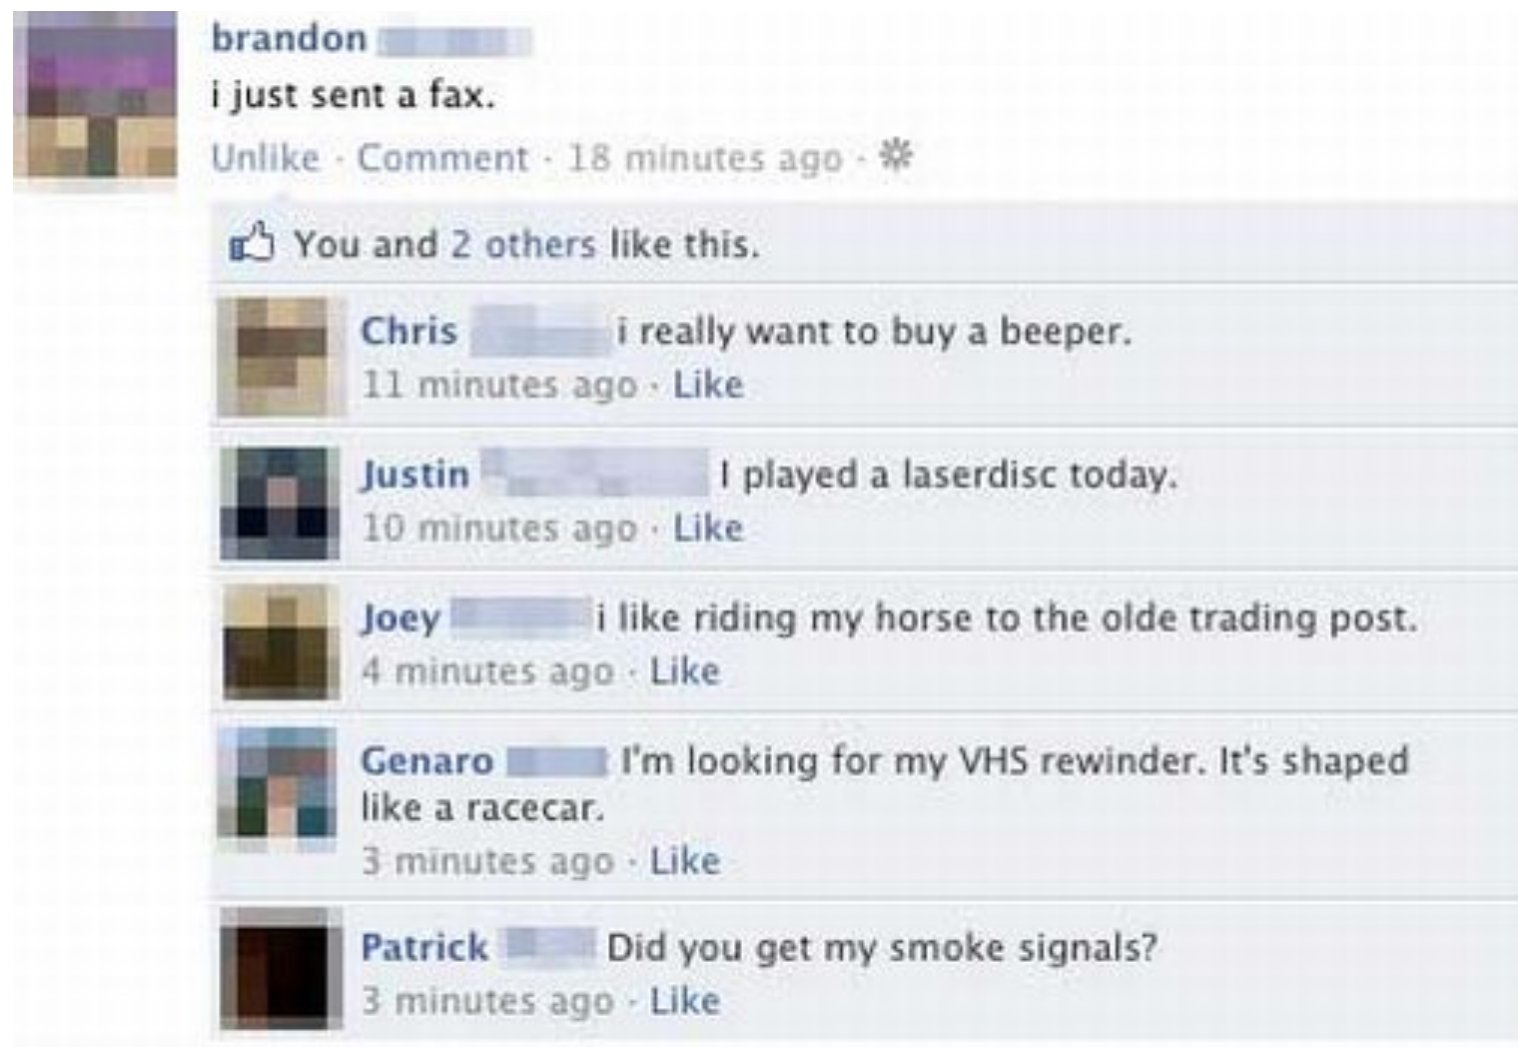 brandon
i just sent a fax.
Unlike · Comment · 18 minutes ago ·
You and 2 others like this.
Chris i really want to buy a beeper.
11 minutes ago · Like
Justin I played a laserdisc today.
10 minutes ago · Like
Joey i like riding my horse to the olde trading post.
4 minutes ago · Like
Genaro I'm looking for my VHS rewinder. It's shaped
like a racecar.
3 minutes ago · Like
Patrick Did you get my smoke signals?
3 minutes ago · Like